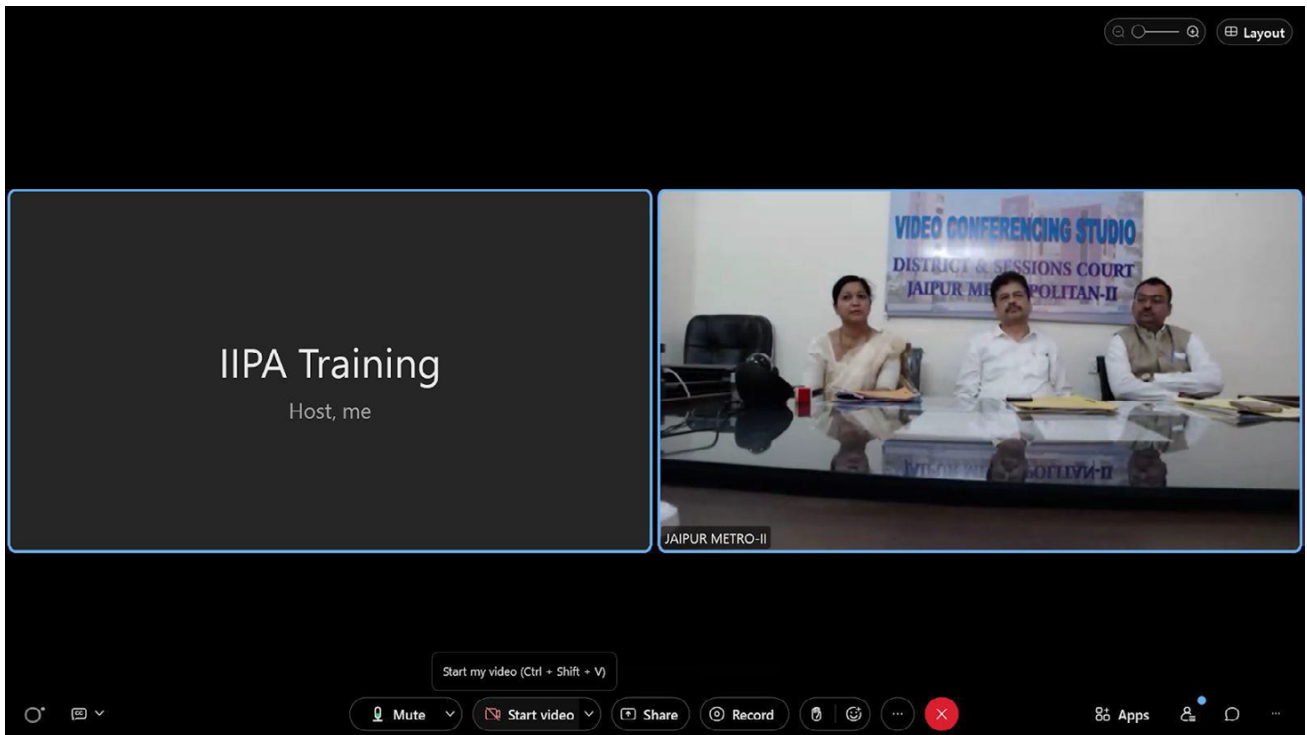 Layout
IIPA Training
Host, me
VIDEO CONFERENCING STUDIO
DISTRICT & SESSIONS COURT
JAIPUR METROPOLITAN-II
JAIPUR METRO-II
Start my video (Ctrl + Shift + V)
CC
Mute
Start video
Share
Record
Apps